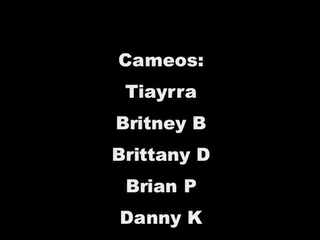 Cameos:
Tiayrra
Britney B
Brittany D
Brian P
Danny K